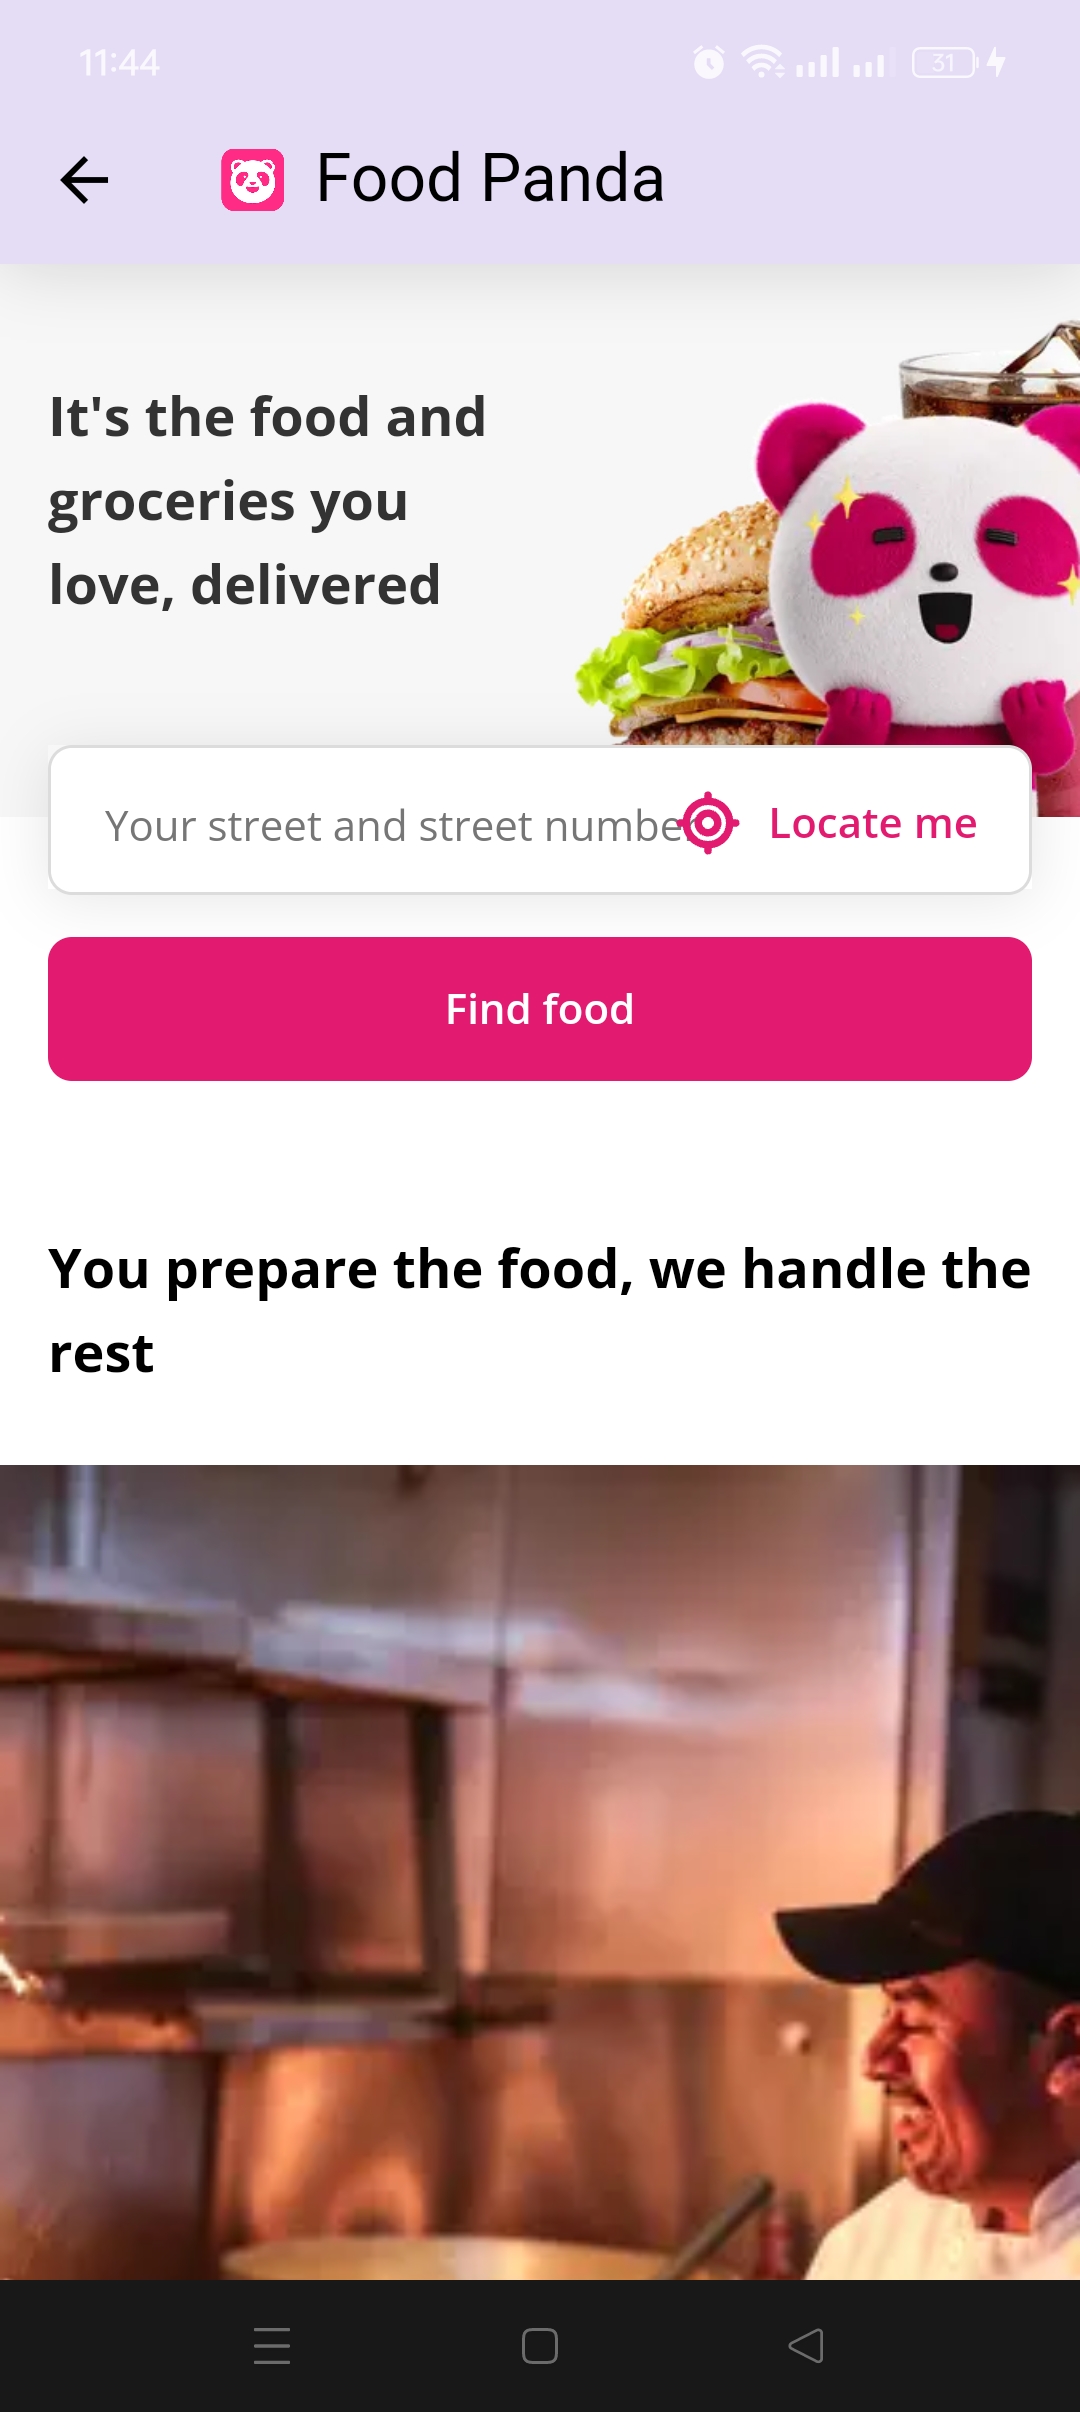 11:44
31
Food Panda
It's the food and
groceries you
love, delivered
Your street and street number
Locate me
Find food
You prepare the food, we handle the
rest